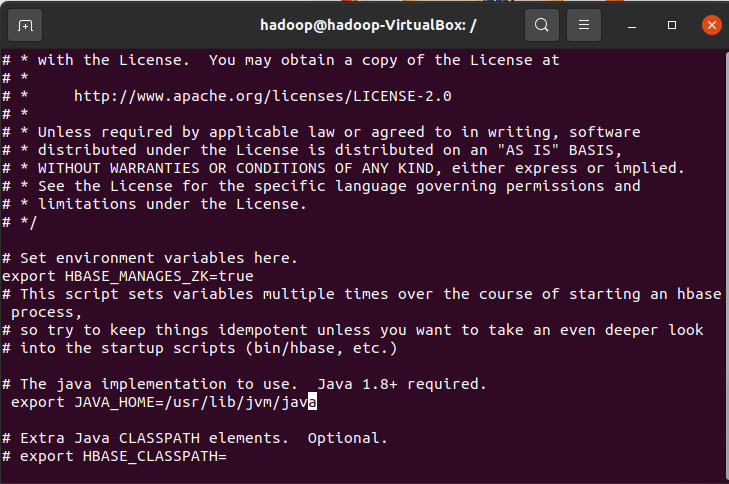 hadoop@hadoop-VirtualBox: /
# * with the License.  You may obtain a copy of the License at
# *
# *     http://www.apache.org/licenses/LICENSE-2.0
# *
# * Unless required by applicable law or agreed to in writing, software
# * distributed under the License is distributed on an "AS IS" BASIS,
# * WITHOUT WARRANTIES OR CONDITIONS OF ANY KIND, either express or implied.
# * See the License for the specific language governing permissions and
# * limitations under the License.
# */
# Set environment variables here.
export HBASE_MANAGES_ZK=true
# This script sets variables multiple times over the course of starting an hbase
 process,
# so try to keep things idempotent unless you want to take an even deeper look
# into the startup scripts (bin/hbase, etc.)
# The java implementation to use.  Java 1.8+ required.
 export JAVA_HOME=/usr/lib/jvm/java
# Extra Java CLASSPATH elements.  Optional.
# export HBASE_CLASSPATH=